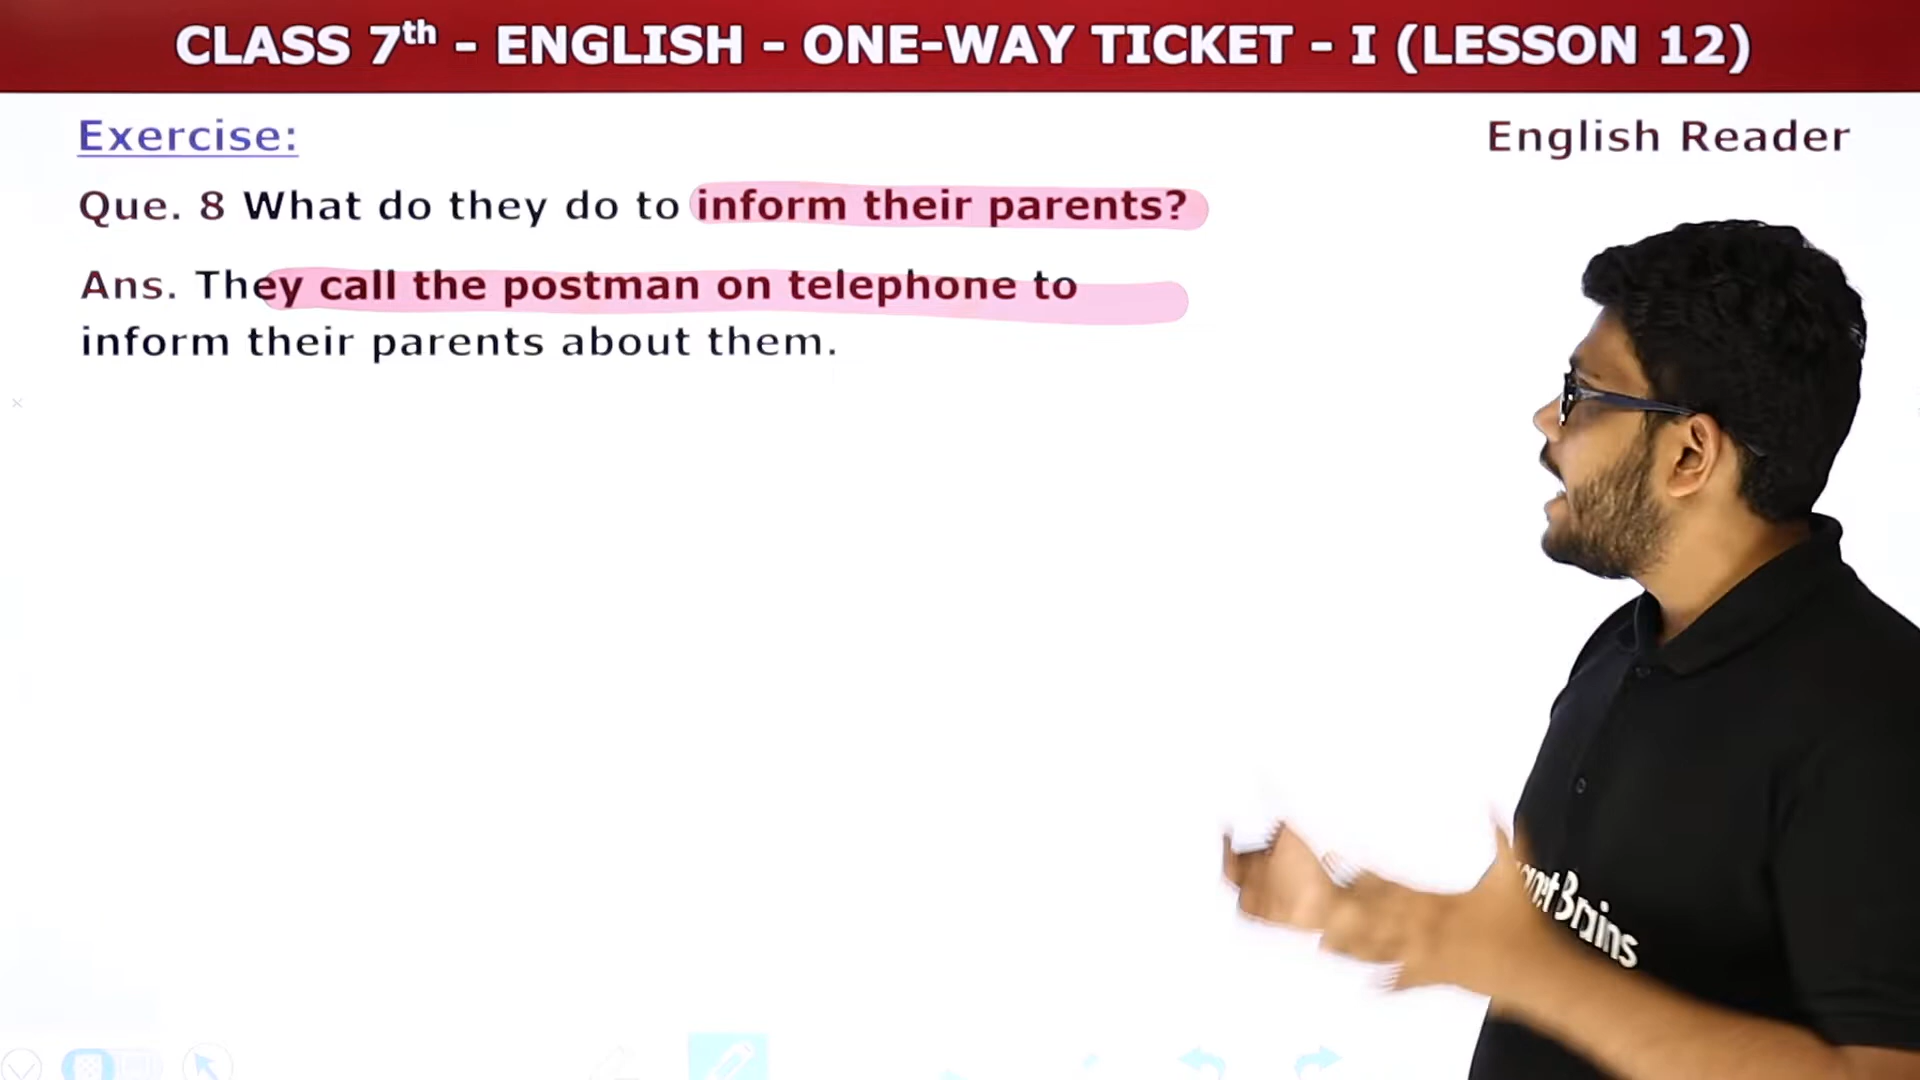 CLASS 7th - ENGLISH - ONE-WAY TICKET - I (LESSON 12)
Exercise:
English Reader
Que. 8 What do they do to inform their parents?
Ans. They call the postman on telephone to
inform their parents about them.
Brains